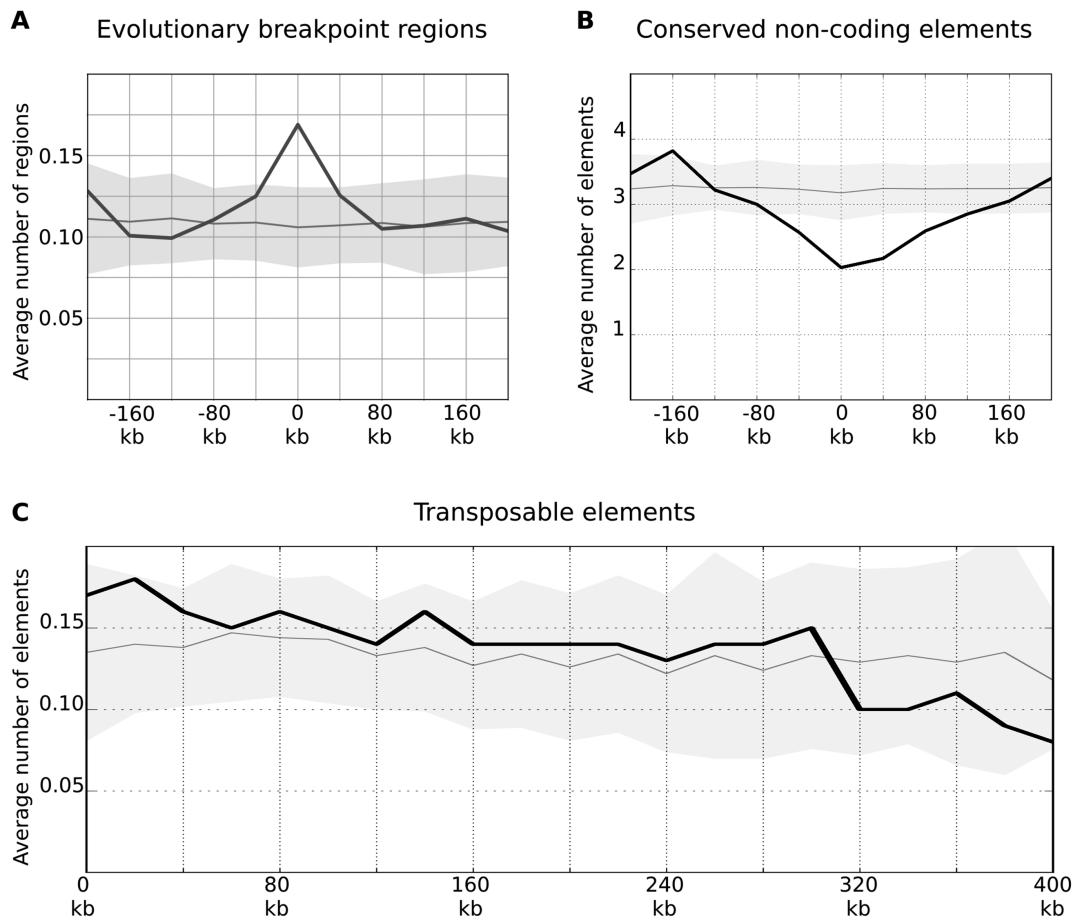 A Evolutionary breakpoint regions
Average number of regions
0.15
0.10
0.05
-160 -80 0 80 160
kb kb kb kb kb
B Conserved non-coding elements
Average number of elements
4
3
2
1
-160 -80 0 80 160
kb kb kb kb kb
C Transposable elements
Average number of elements
0.15
0.10
0.05
0 80 160 240 320 400
kb kb kb kb kb kb